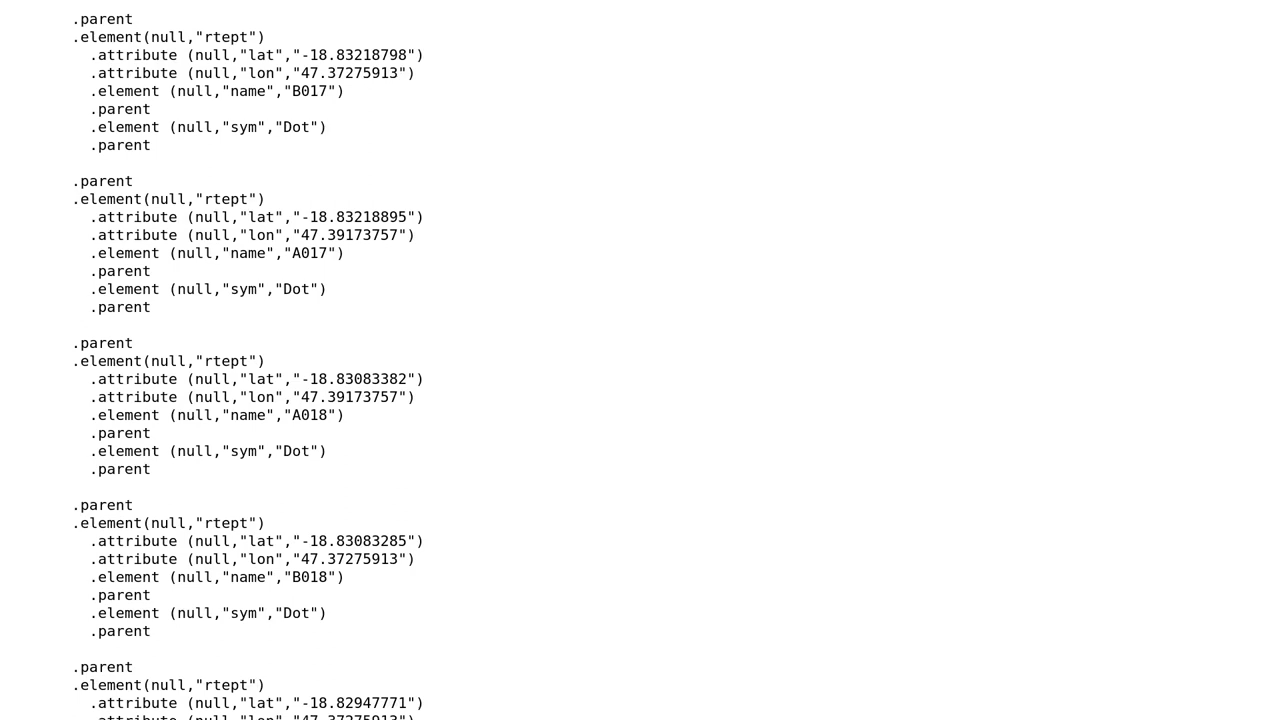 .parent
.element(null,"rtept")
.attribute (null,"lat","-18.83218798")
.attribute (null,"lon","47.37275913")
.element (null,"name","B017")
.parent
.element (null,"sym","Dot")
.parent
.parent
.element(null,"rtept")
.attribute (null,"lat","-18.83218895")
.attribute (null,"lon","47.39173757")
.element (null,"name","A017")
.parent
.element (null,"sym","Dot")
.parent
.parent
.element(null,"rtept")
.attribute (null,"lat","-18.83083382")
.attribute (null,"lon","47.39173757")
.element (null,"name","A018")
.parent
.element (null,"sym","Dot")
.parent
.parent
.element(null,"rtept")
.attribute (null,"lat","-18.83083285")
.attribute (null,"lon","47.37275913")
.element (null,"name","B018")
.parent
.element (null,"sym","Dot")
.parent
.parent
.element(null,"rtept")
.attribute (null,"lat","-18.82947771")
.attribute (null,"lon","47.37275913")